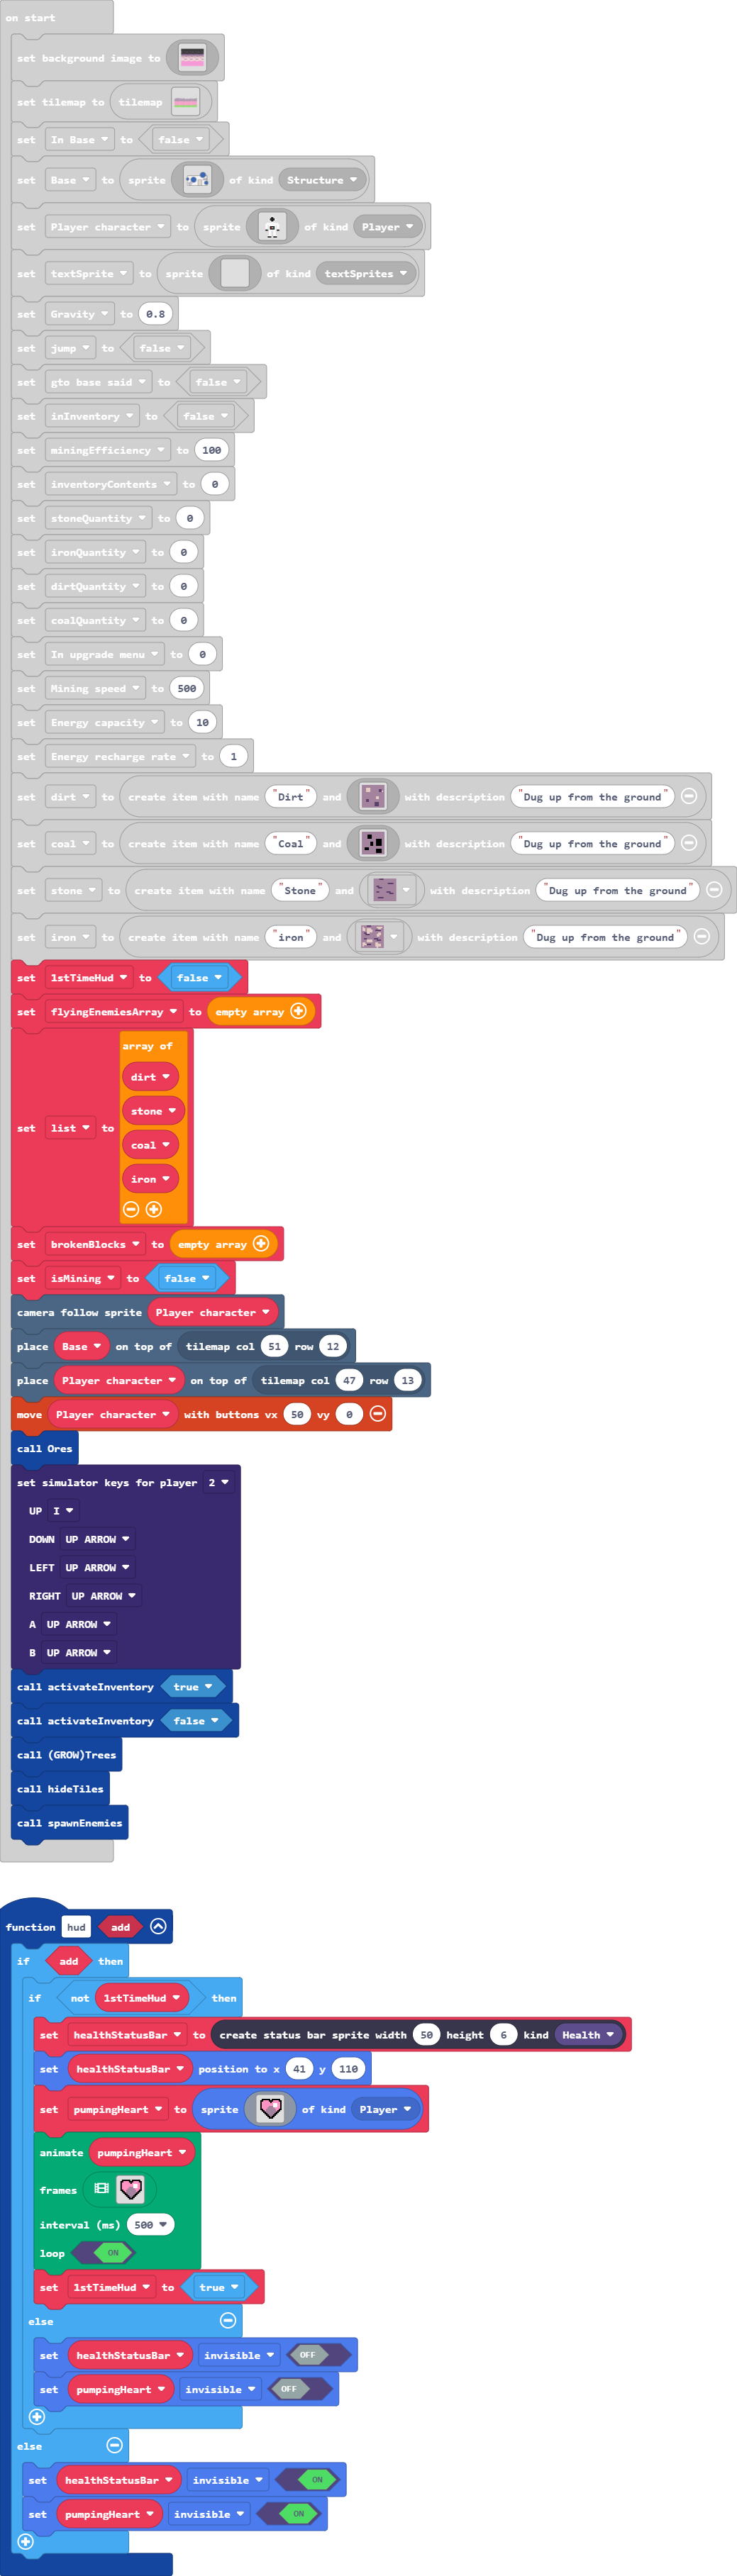 on start
set background image to
set tilemap to tilemap
set In Base to false
set Base to sprite of kind Structure
set Player character to sprite of kind Player
set textSprite to sprite of kind textSprites
set Gravity to 0.8
set jump to false
set gto base said to false
set inInventory to false
set miningEfficiency to 100
set inventoryContents to 0
set stoneQuantity to 0
set ironQuantity to 0
set dirtQuantity to 0
set coalQuantity to 0
set In upgrade menu to 0
set Mining speed to 500
set Energy capacity to 10
set Energy recharge rate to 1
set dirt to create item with name "Dirt" and with description "Dug up from the ground"
set coal to create item with name "Coal" and with description "Dug up from the ground"
set stone to create item with name "Stone" and with description "Dug up from the ground"
set iron to create item with name "iron" and with description "Dug up from the ground"
set 1stTimeHud to false
set flyingEnemiesArray to empty array
array of
dirt
stone
set list to
coal
iron
set brokenBlocks to empty array
set isMining to false
camera follow sprite Player character
place Base on top of tilemap col 51 row 12
place Player character on top of tilemap col 47 row 13
move Player character with buttons vx 50 vy 0
call Ores
set simulator keys for player 2
UP I
DOWN UP ARROW
LEFT UP ARROW
RIGHT UP ARROW
A UP ARROW
B UP ARROW
call activateInventory true
call activateInventory false
call (GROW)Trees
call hideTiles
call spawnEnemies
function hud add
if add then
if not 1stTimeHud then
set healthStatusBar to create status bar sprite width 50 height 6 kind Health
set healthStatusBar position to x 41 y 110
set pumpingHeart to sprite of kind Player
animate pumpingHeart
frames
interval (ms) 500
loop ON
set 1stTimeHud to true
else
set healthStatusBar invisible OFF
set pumpingHeart invisible OFF
else
set healthStatusBar invisible ON
set pumpingHeart invisible ON